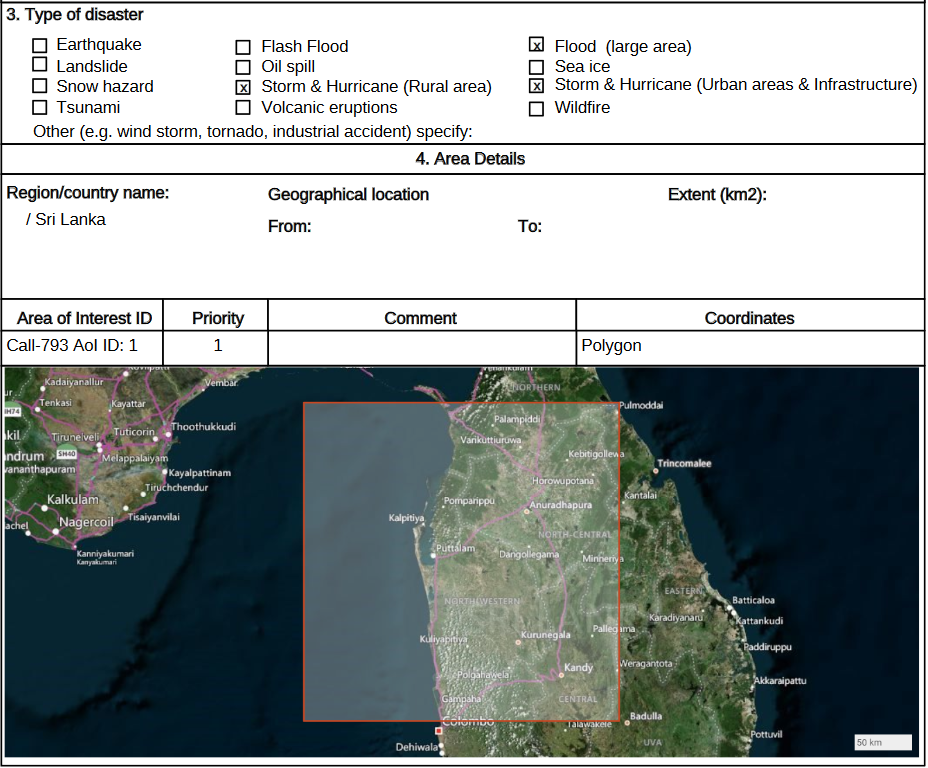 3. Type of disaster
☐ Earthquake ☐ Flash Flood ☒ Flood (large area)
☐ Landslide ☐ Oil spill ☐ Sea ice
☐ Snow hazard ☒ Storm & Hurricane (Rural area) ☒ Storm & Hurricane (Urban areas & Infrastructure)
☐ Tsunami ☐ Volcanic eruptions ☐ Wildfire
Other (e.g. wind storm, tornado, industrial accident) specify:
4. Area Details
Region/country name: Geographical location Extent (km2):
/ Sri Lanka
From: To:
Area of Interest ID Priority Comment Coordinates
Call-793 AoI ID: 1 1 Polygon
Kadaiyanallur
Vembar
NORTHERN
Tenkasi
Kayattar
Pulmoddai
NH74
Palampiddi
Thoothukkudi
Tuticorin
Tirunelveli
Vankuttiuruwa
SH40
Melappalaiyam
Kebitigollewa
Trincomalee
Kayalpattinam
Horowupotana
Tiruchchendur
Kantalai
Kalkulam
Pomparippu
Anuradhapura
Tisaiyanvilai
Kalpitiya
Nagercoil
NORTH-CENTRAL
Kanniyakumari
Kanyakumari
Puttalam
Dangollegama
Minneriya
EASTERN
NORTHWESTERN
Batticaloa
Karadiyanaru
Kattankudi
Pallegama
Kurunegala
Kuliyapitiya
Paddiruppu
Weragantota
Kandy
Polgahawela
Akkaraipattu
Gampaha
CENTRAL
Colombo
Talawakele
Badulla
Pottuvil
Dehiwala
UVA
50 km